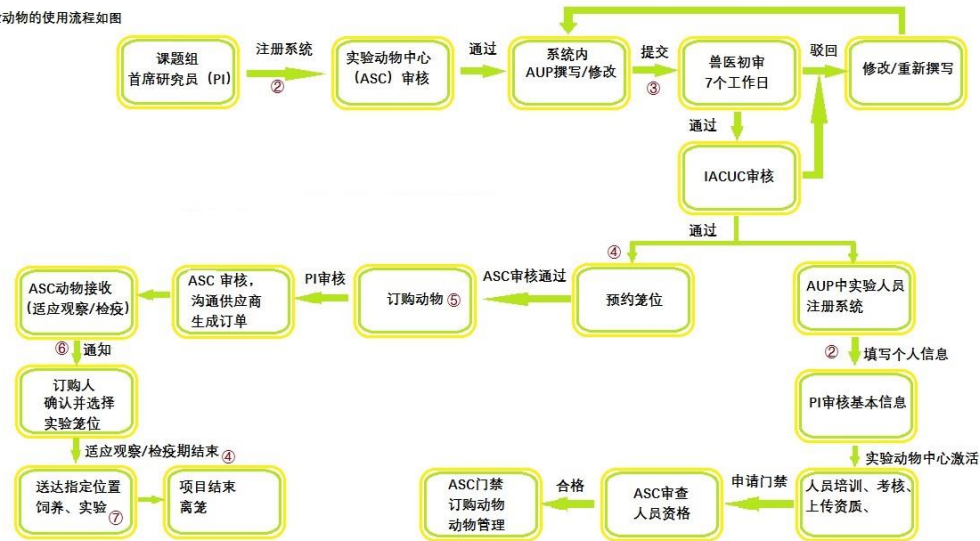 动物的使用流程如图
课题组
首席研究员（PI）
注册系统
②
实验动物中心
（ASC）审核
通过
系统内
AUP撰写/修改
提交
③
兽医初审
7个工作日
驳回
修改/重新撰写
通过
IACUC审核
通过
④
ASC动物接收
(适应观察/检疫)
ASC 审核，
沟通供应商
生成订单
PI审核
订购动物⑤
ASC审核通过
预约笼位
AUP中实验人员
注册系统
⑥ 通知
② 填写个人信息
订购人
确认并选择
实验笼位
PI审核基本信息
适应观察/检疫期结束 ④
实验动物中心激活
送达指定位置
饲养、实验⑦
项目结束
离笼
ASC门禁
订购动物
动物管理
合格
ASC审查
人员资格
申请门禁
人员培训、考核、
上传资质、